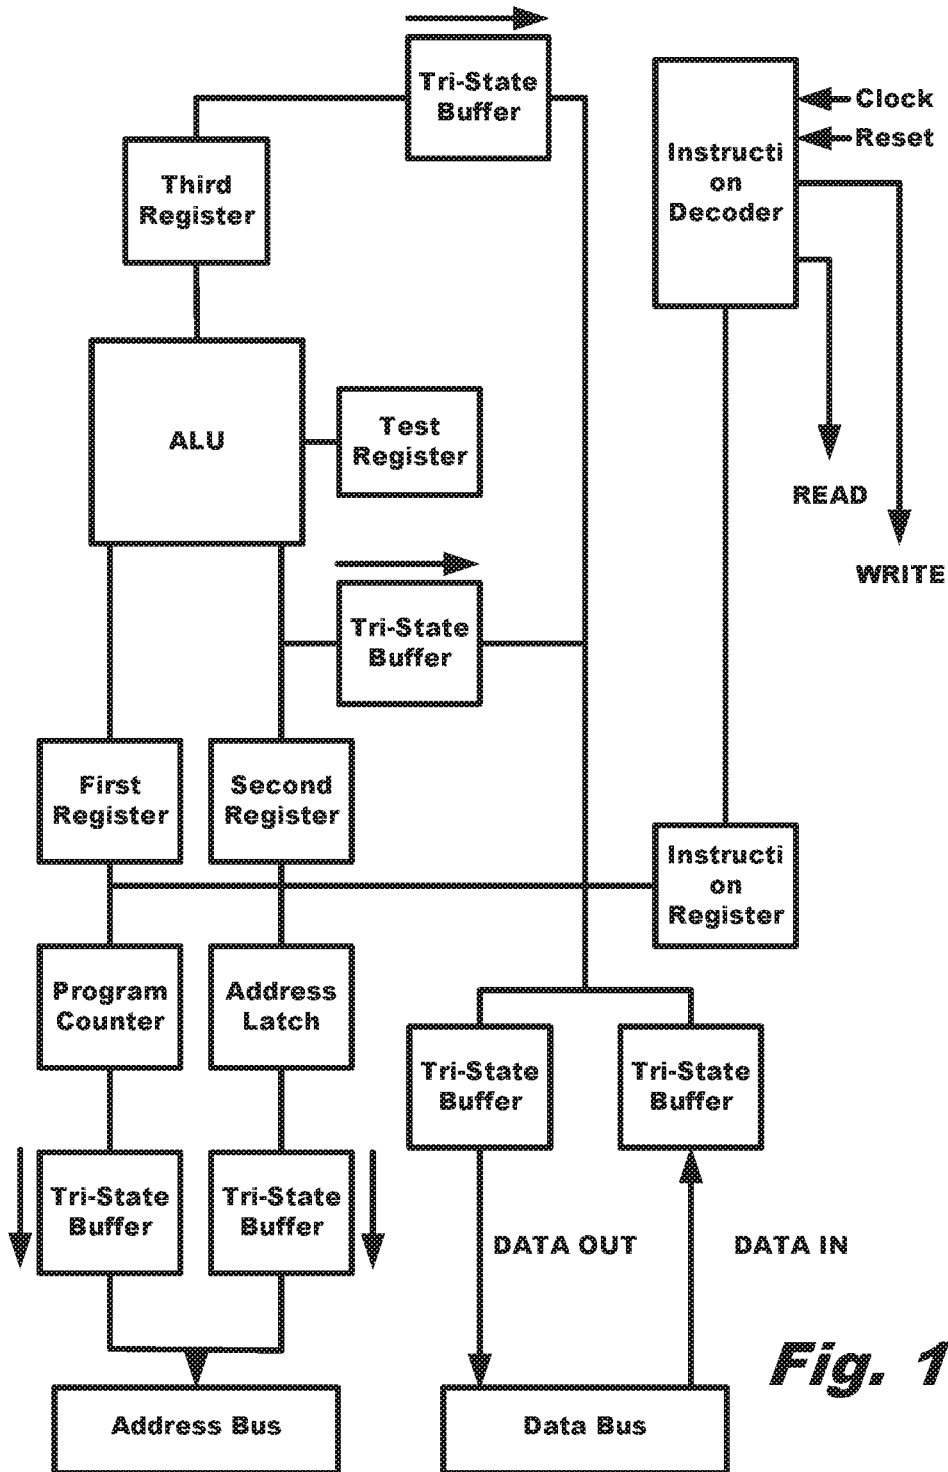 Tri-State
Buffer
Clock
Reset
Instructi
on
Decoder
Third
Register
ALU
Test
Register
READ
WRITE
Tri-State
Buffer
First
Register
Second
Register
Instructi
on
Register
Program
Counter
Address
Latch
Tri-State
Buffer
Tri-State
Buffer
Tri-State
Buffer
Tri-State
Buffer
DATA OUT
DATA IN
Fig. 1
Address Bus
Data Bus